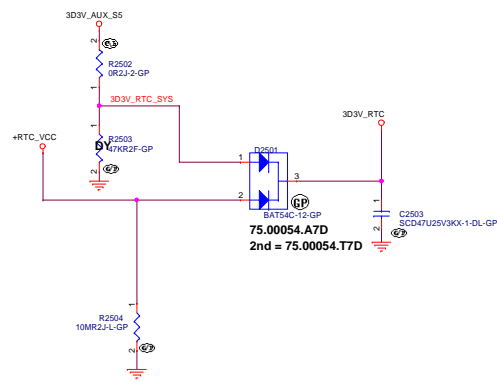 3D3V_AUX_S5
2
R2502
0R2J-2-GP
1
3D3V_RTC_SYS
3D3V_RTC
+RTC_VCC
1
R2503
DY
47KR2F-GP
2
D2501
1
3
2
GP
BAT54C-12-GP
75.00054.A7D
2nd = 75.00054.T7D
1
C2503
SCD47U25V3KX-1-DL-GP
2
1
R2504
10MR2J-L-GP
2